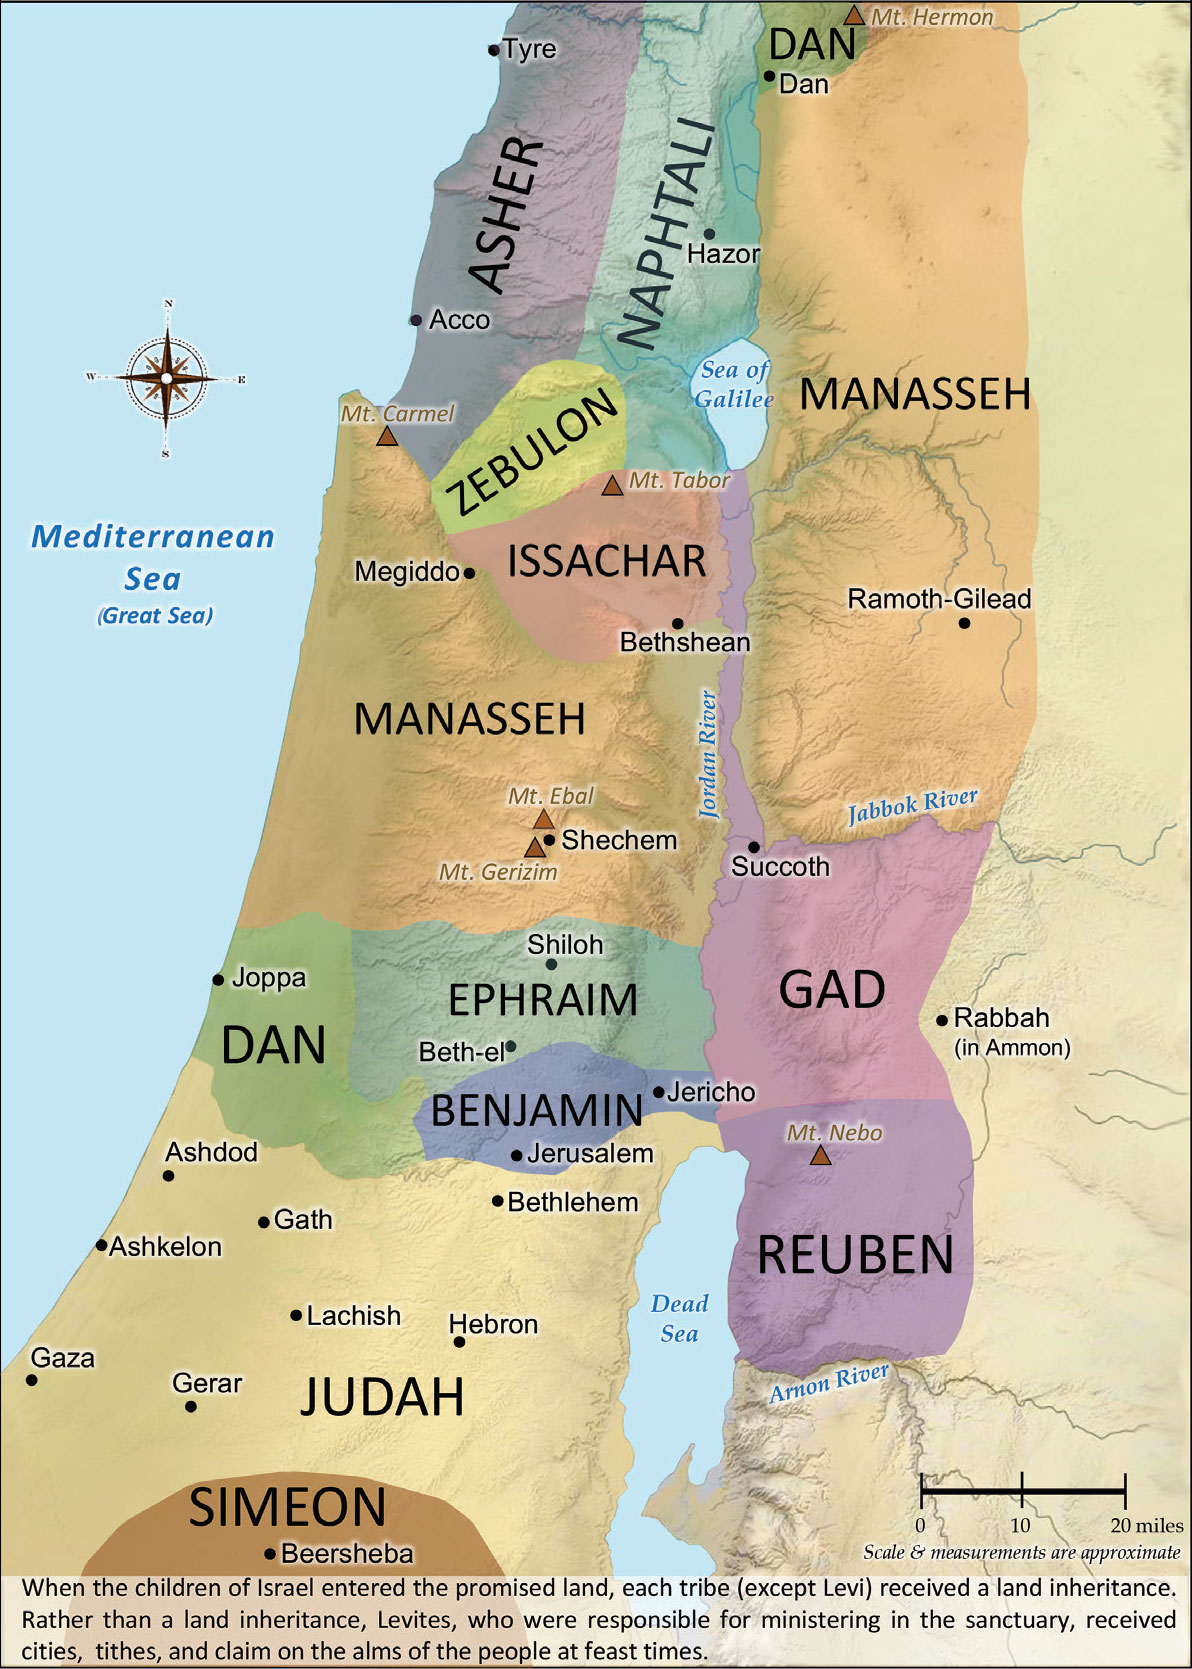 Mt. Hermon
DAN
Tyre
Dan
ASHER
NAPHTALI
Hazor
Acco
N
W
E
S
Sea of
Galilee
MANASSEH
Mt. Carmel
ZEBULON
Mt. Tabor
Mediterranean
Sea
(Great Sea)
ISSACHAR
Megiddo
Ramoth-Gilead
Bethshean
MANASSEH
Jordan River
Mt. Ebal
Jabbok River
Shechem
Mt. Gerizim
Succoth
Shiloh
Joppa
EPHRAIM
GAD
Rabbah
(in Ammon)
DAN
Beth-el
BENJAMIN
Jericho
Mt. Nebo
Ashdod
Jerusalem
Bethlehem
Gath
Ashkelon
REUBEN
Dead
Sea
Lachish
Hebron
Gaza
Gerar
JUDAH
Arnon River
SIMEON
Beersheba
0 10 20 miles
Scale & measurements are approximate
When the children of Israel entered the promised land, each tribe (except Levi) received a land inheritance.
Rather than a land inheritance, Levites, who were responsible for ministering in the sanctuary, received
cities, tithes, and claim on the alms of the people at feast times.